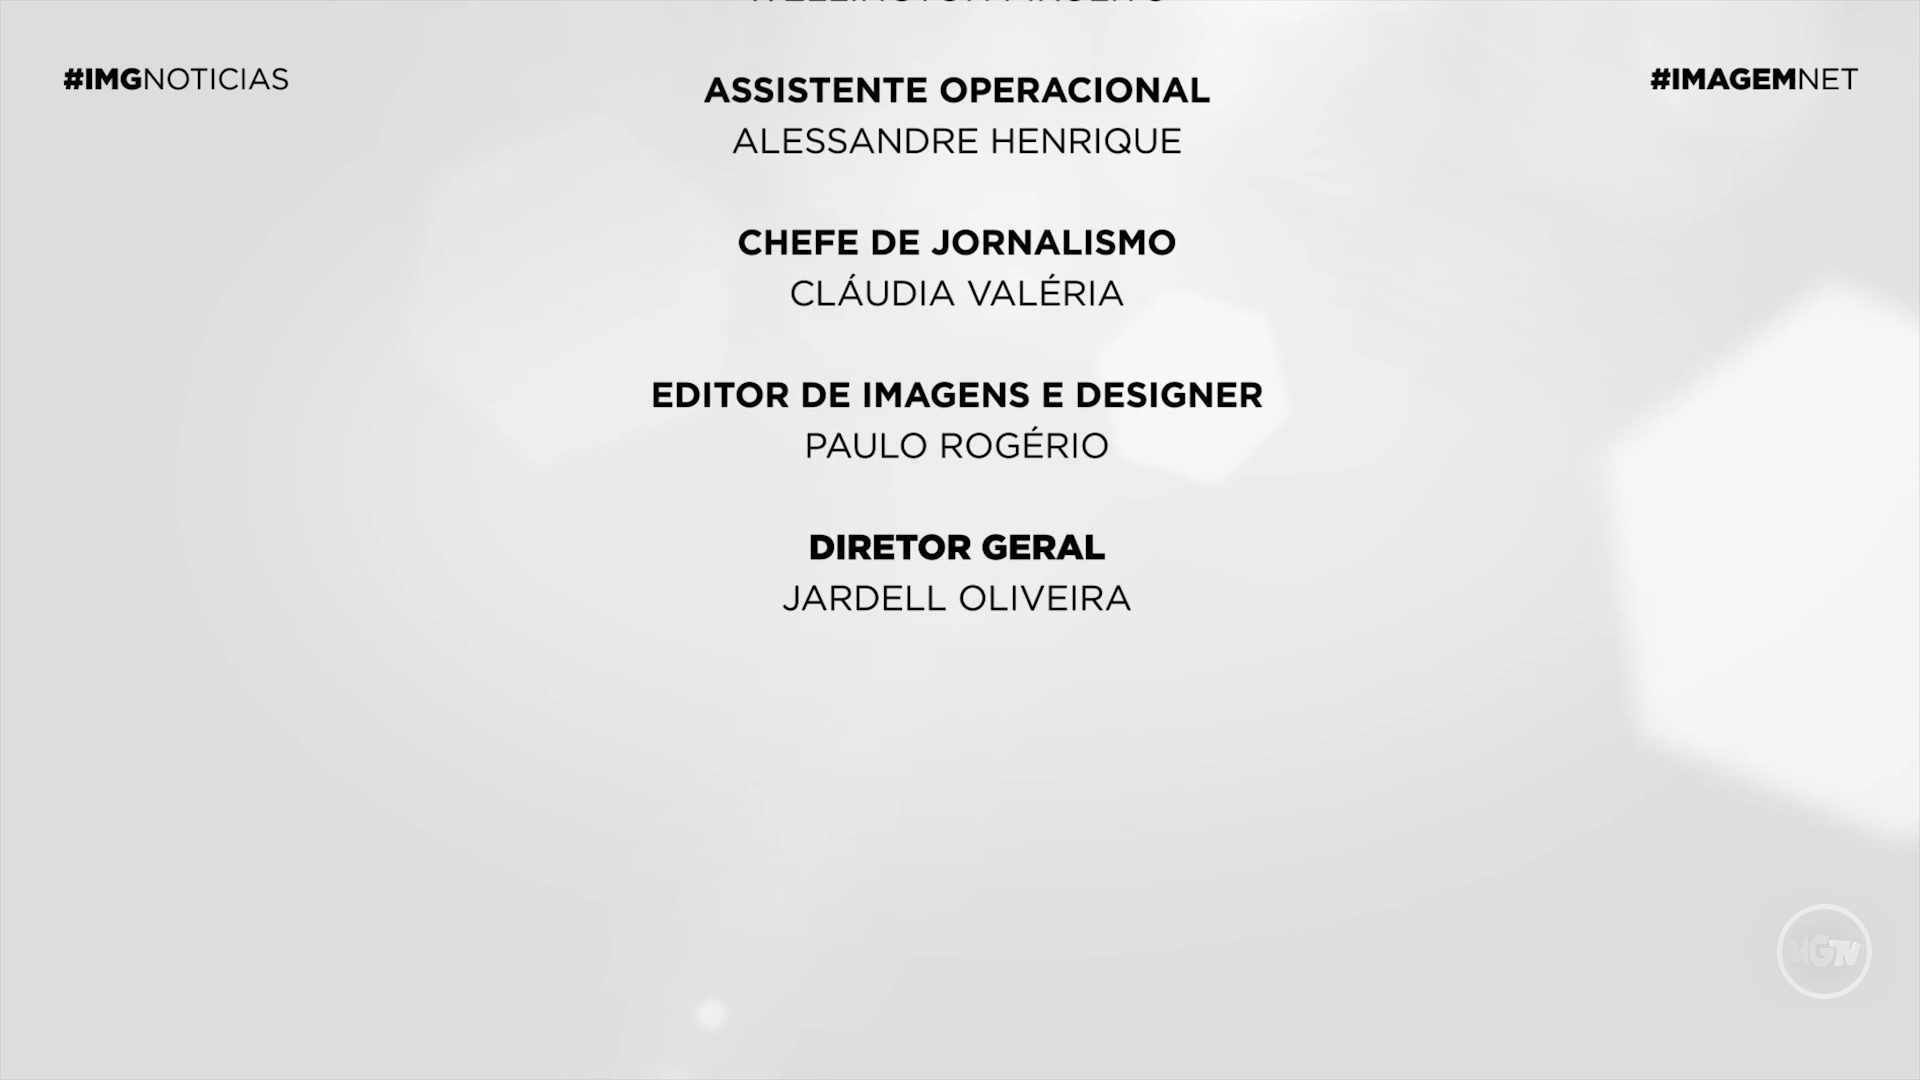 #IMGNOTICIAS
#IMAGEMNET
ASSISTENTE OPERACIONAL
ALESSANDRE HENRIQUE
CHEFE DE JORNALISMO
CLÁUDIA VALÉRIA
EDITOR DE IMAGENS E DESIGNER
PAULO ROGÉRIO
DIRETOR GERAL
JARDELL OLIVEIRA